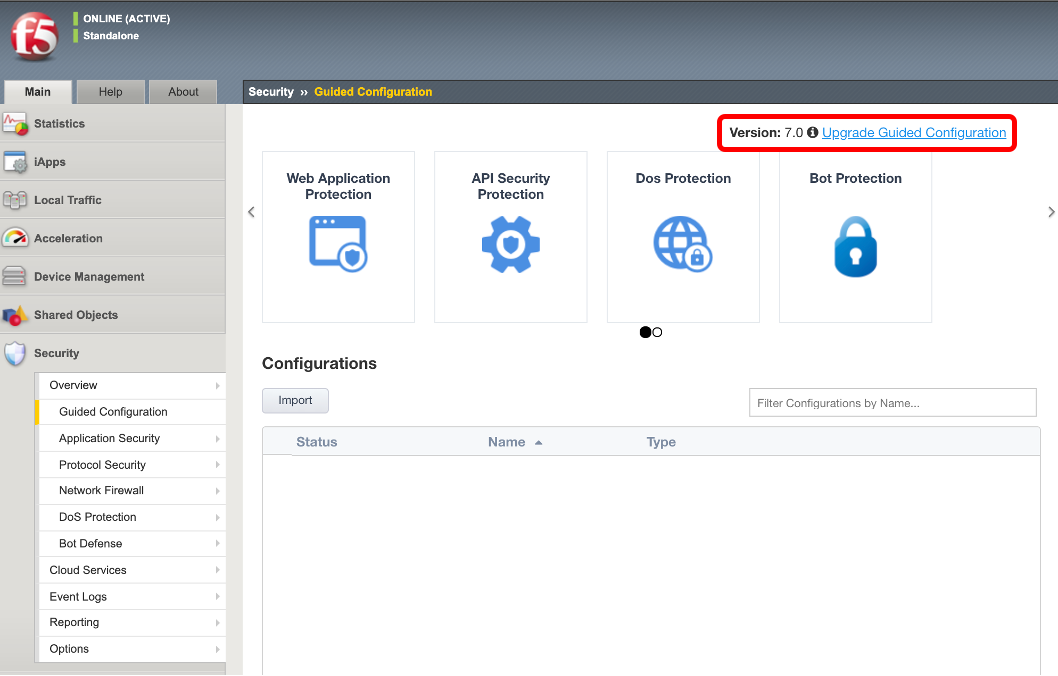 f5
ONLINE (ACTIVE)
Standalone
Main
Help
About
Security » Guided Configuration
Statistics
iApps
Local Traffic
Acceleration
Device Management
Shared Objects
Security
Overview
Guided Configuration
Application Security
Protocol Security
Network Firewall
DoS Protection
Bot Defense
Cloud Services
Event Logs
Reporting
Options
Version: 7.0 Upgrade Guided Configuration
Web Application
Protection
API Security
Protection
Dos Protection
Bot Protection
Configurations
Import
Filter Configurations by Name...
Status
Name
Type